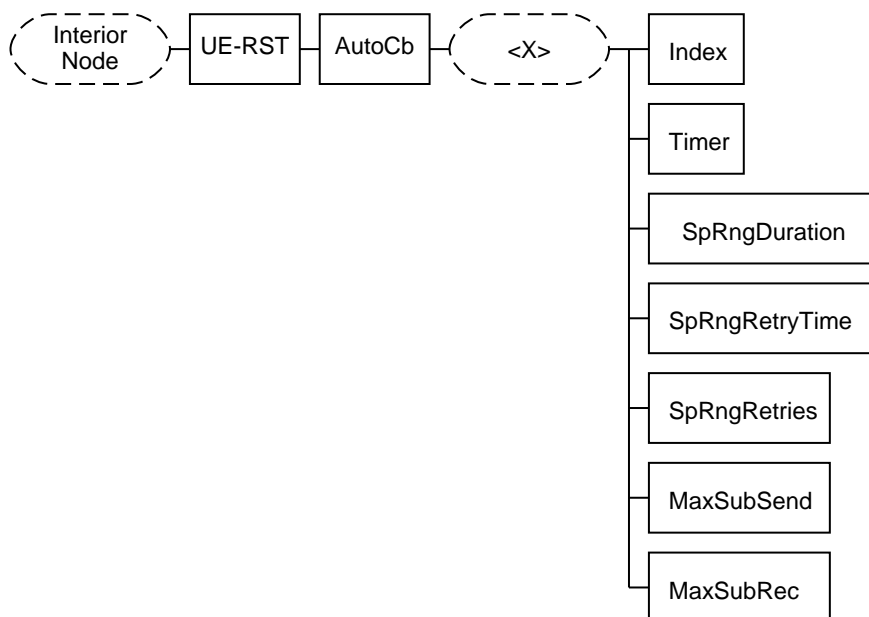 Interior
Node
UE-RST
AutoCb
<X>
Index
Timer
SpRngDuration
SpRngRetryTime
SpRngRetries
MaxSubSend
MaxSubRec